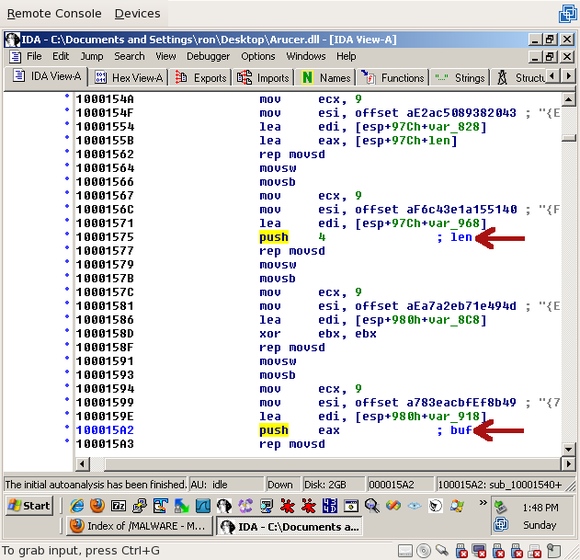 Remote Console Devices
IDA - C:\Documents and Settings\ron\Desktop\Arucer.dll - [IDA View-A]
File Edit Jump Search View Debugger Options Windows Help
IDA View-A Hex View-A Exports Imports N Names Functions "..." Strings Structu
1000154A mov ecx, 9
1000154F mov esi, offset aE2ac5089382043 ; "{E
10001554 lea edi, [esp+97Ch+var_828]
1000155B lea eax, [esp+97Ch+len]
10001562 rep movsd
10001564 movsw
10001566 movsb
10001567 mov ecx, 9
1000156C mov esi, offset aF6c43e1a155140 ; "{F
10001571 lea edi, [esp+97Ch+var_968]
10001575 push 4 ; len
10001577 rep movsd
10001579 movsw
1000157B movsb
1000157C mov ecx, 9
10001581 mov esi, offset aEa7a2eb71e494d ; "{E
10001586 lea edi, [esp+980h+var_8C8]
1000158D xor ebx, ebx
1000158F rep movsd
10001591 movsw
10001593 movsb
10001594 mov ecx, 9
10001599 mov esi, offset a783eacbfEf8b49 ; "{7
1000159E lea edi, [esp+980h+var_918]
100015A2 push eax ; buf
100015A3 rep movsd
The initial autoanalysis has been finished. AU: idle Down Disk: 2GB 000015A2 100015A2: sub_10001540+
Start 1:48 PM
Index of /MALWARE - M... IDA - C:\Documents a... Sunday
To grab input, press Ctrl+G